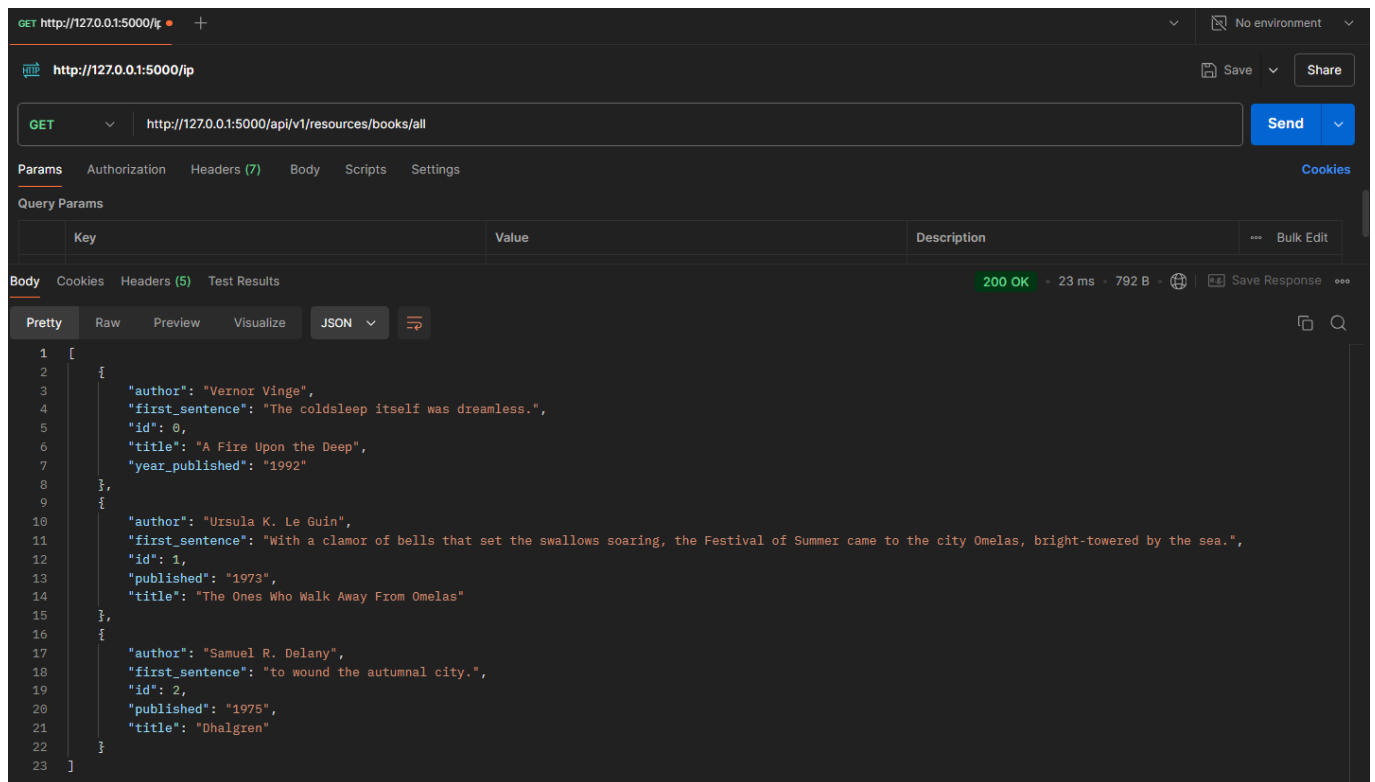 GET http://127.0.0.1:5000/ip
No environment
HTTP http://127.0.0.1:5000/ip
Save Share
GET http://127.0.0.1:5000/api/v1/resources/books/all Send
Params Authorization Headers (7) Body Scripts Settings Cookies
Query Params
Key Value Description Bulk Edit
Body Cookies Headers (5) Test Results 200 OK 23 ms 792 B e.g. Save Response
Pretty Raw Preview Visualize JSON
1 [
2 {
3 "author": "Vernor Vinge",
4 "first_sentence": "The coldsleep itself was dreamless.",
5 "id": 0,
6 "title": "A Fire Upon the Deep",
7 "year_published": "1992"
8 },
9 {
10 "author": "Ursula K. Le Guin",
11 "first_sentence": "With a clamor of bells that set the swallows soaring, the Festival of Summer came to the city Omelas, bright-towered by the sea.",
12 "id": 1,
13 "published": "1973",
14 "title": "The Ones Who Walk Away From Omelas"
15 },
16 {
17 "author": "Samuel R. Delany",
18 "first_sentence": "to wound the autumnal city.",
19 "id": 2,
20 "published": "1975",
21 "title": "Dhalgren"
22 }
23 ]